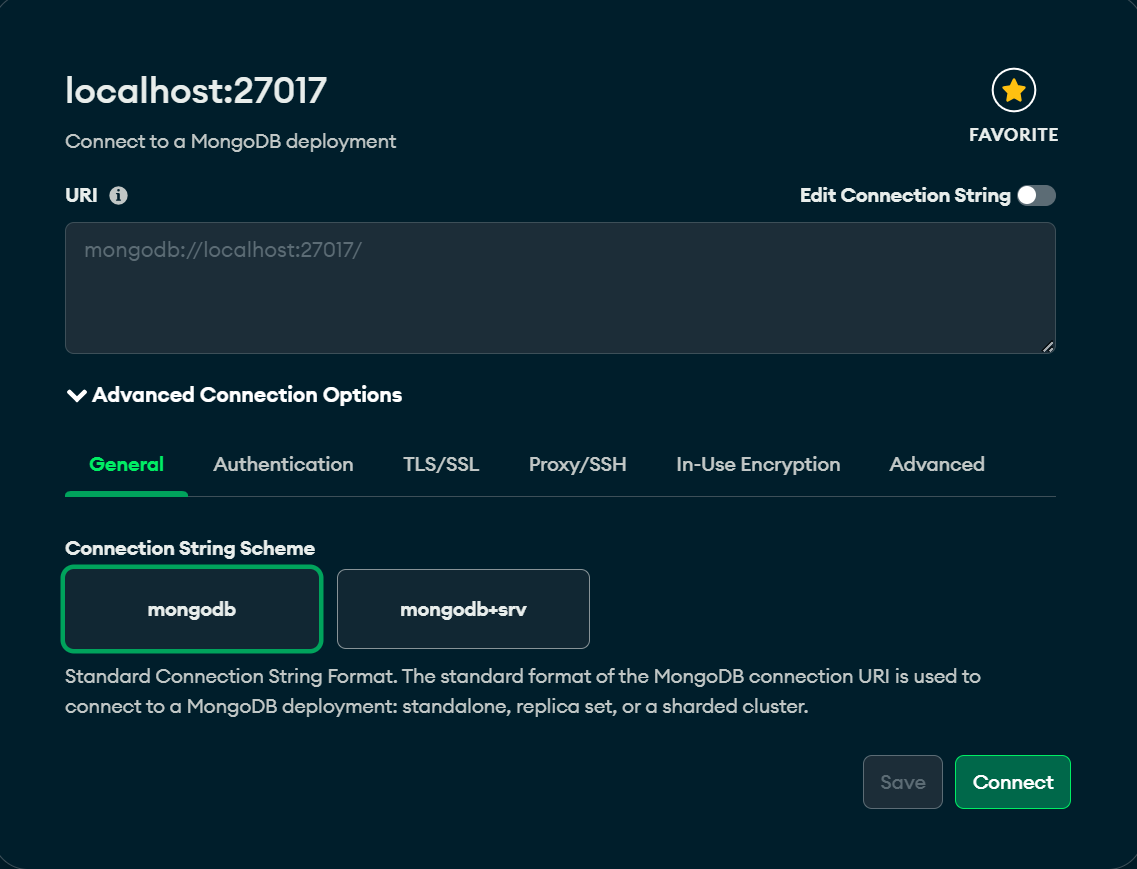 localhost:27017
FAVORITE
Connect to a MongoDB deployment
URI
Edit Connection String
mongodb://localhost:27017/
Advanced Connection Options
General Authentication TLS/SSL Proxy/SSH In-Use Encryption Advanced
Connection String Scheme
mongodb mongodb+srv
Standard Connection String Format. The standard format of the MongoDB connection URI is used to
connect to a MongoDB deployment: standalone, replica set, or a sharded cluster.
Save Connect